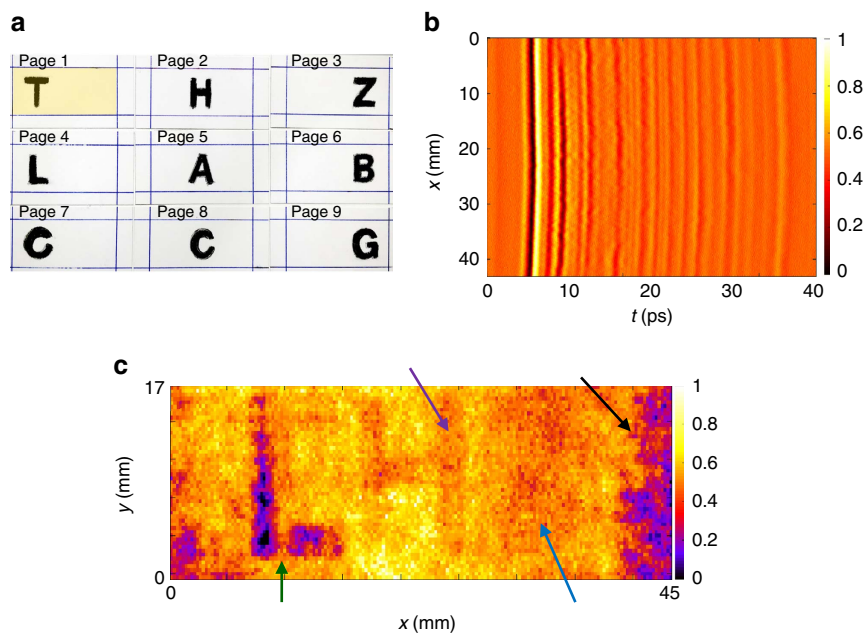 a
Page 1 Page 2 Page 3
T H Z
Page 4 Page 5 Page 6
L A B
Page 7 Page 8 Page 9
C C G
b
0
10
20
30
40
x (mm)
0 10 20 30 40
t (ps)
1
0.8
0.6
0.4
0.2
0
c
17
0
y (mm)
0 45
x (mm)
1
0.8
0.6
0.4
0.2
0